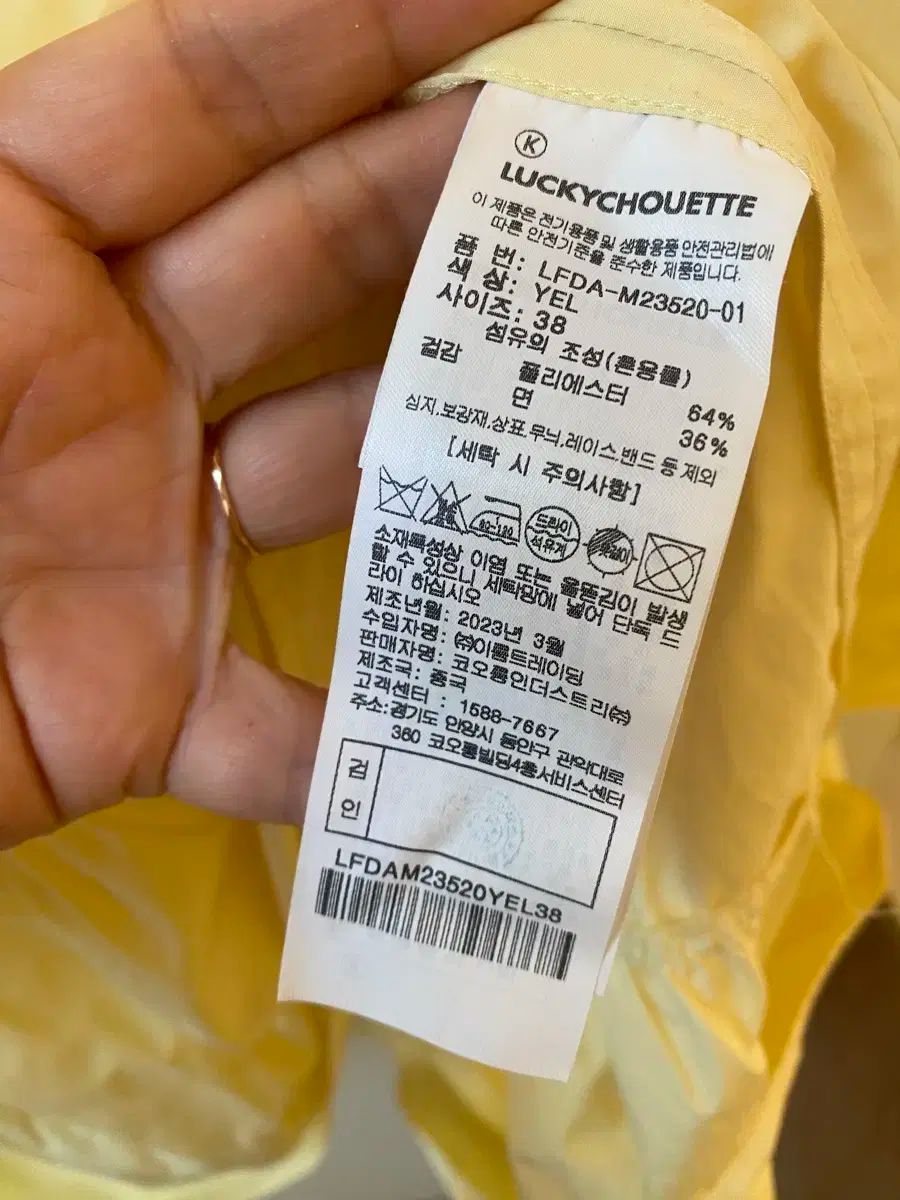 K
LUCKYCHOUETTE
이 제품은 전기용품 및 생활용품 안전관리법에
따른 안전기준을 준수한 제품입니다.
품 번: LFDA-M23520-01
색 상: YEL
사이즈: 38
섬유의 조성(혼용률)
겉감 폴리에스터 64%
면 36%
심지,보강재,상표,무늬,레이스,밴드 등 제외
[세탁 시 주의사항]
80~120
드라이
석유계
소재특성상 이염 또는 올뜯김이 발생
할 수 있으니 세탁망에 넣어 단독 드
라이 하십시오
제조년월: 2023년 3월
수입자명: ㈜이룸트레이딩
판매자명: 코오롱인더스트리㈜
제조국: 중국
고객센터 : 1588-7667
주소:경기도 안양시 동안구 관악대로
360 코오롱빌딩4층서비스센터
검
인
LFDAM23520YEL38